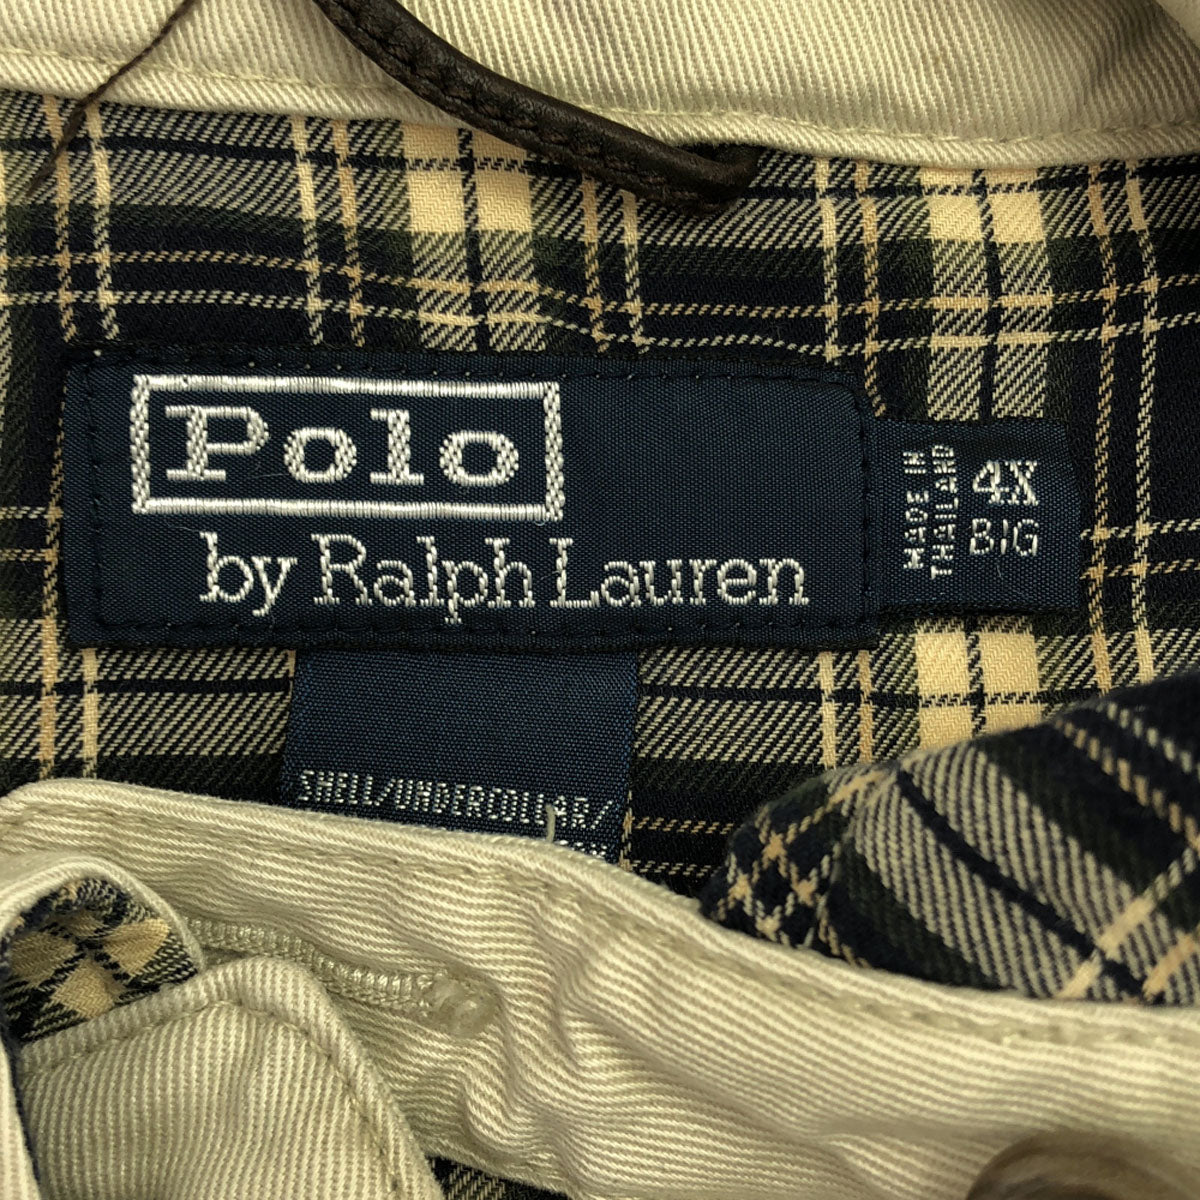 Polo
by Ralph Lauren
MADE IN
THAILAND
4X
BIG
SHELL/UNDERCOLLAR/